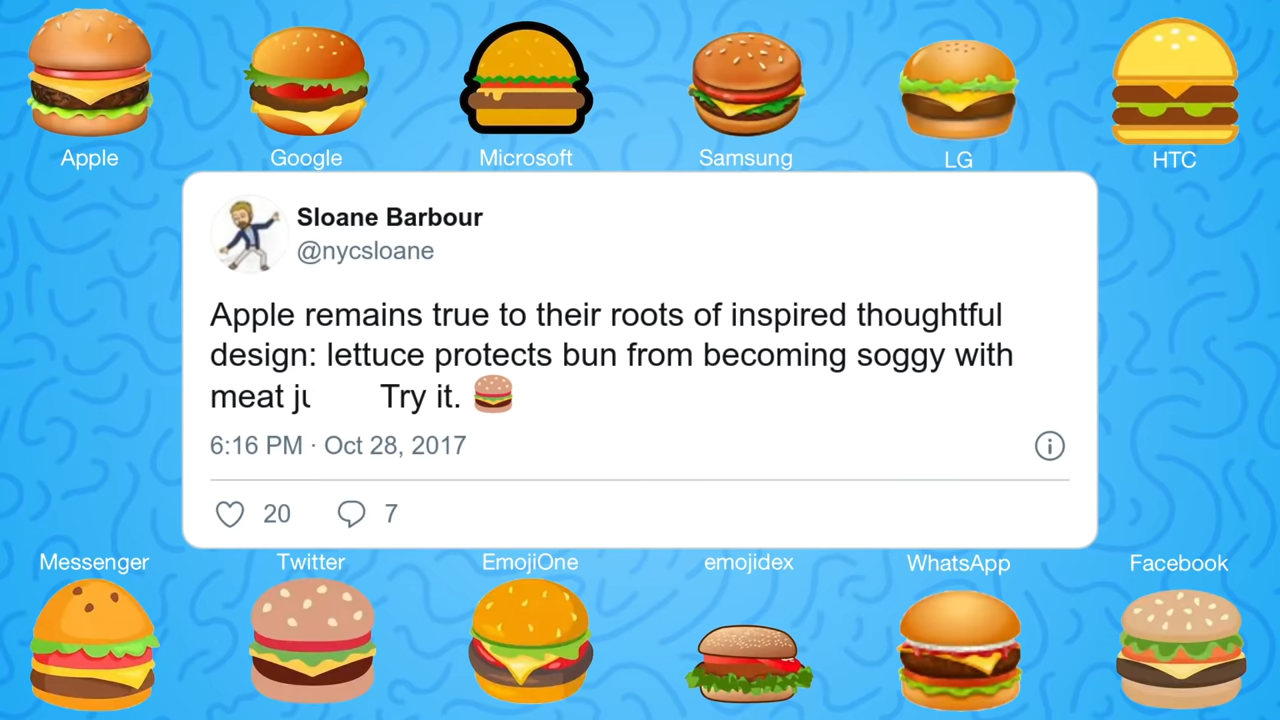 Apple Google Microsoft Samsung LG HTC
Sloane Barbour
@nycsloane
Apple remains true to their roots of inspired thoughtful
design: lettuce protects bun from becoming soggy with
meat Try it. 🍔
6:16 PM · Oct 28, 2017
20 7
Messenger Twitter EmojiOne emojidex WhatsApp Facebook